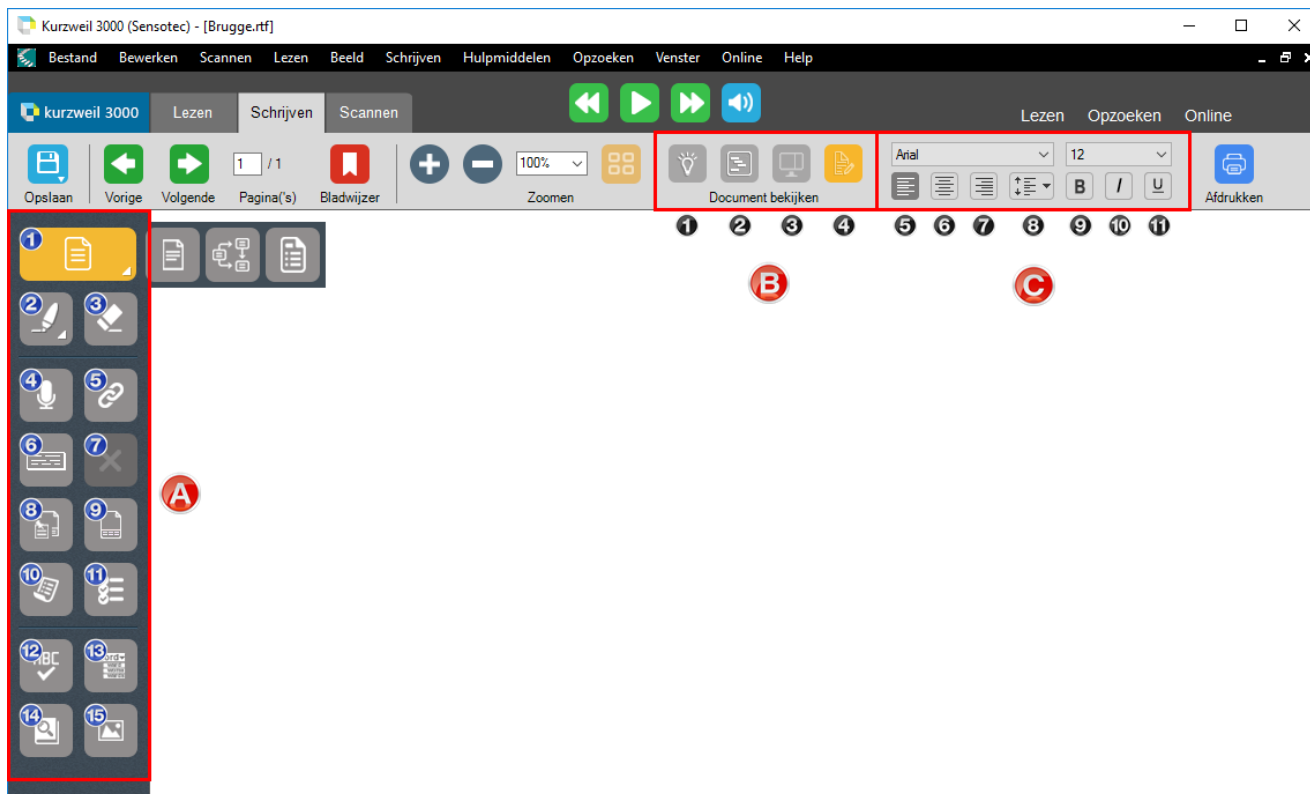 Kurzweil 3000 (Sensotec) - [Brugge.rtf]
Bestand Bewerken Scannen Lezen Beeld Schrijven Hulpmiddelen Opzoeken Venster Online Help
kurzweil 3000 Lezen Schrijven Scannen Lezen Opzoeken Online
1 / 1 100% Arial 12
B I U
Opslaan Vorige Volgende Pagina('s) Bladwijzer Zoomen Document bekijken Afdrukken
1 2 3 4 5 6 7 8 9 10 11
1
B C
2 3
4 5
6 7
A
8 9
10 11
12 ABC 13
14 15